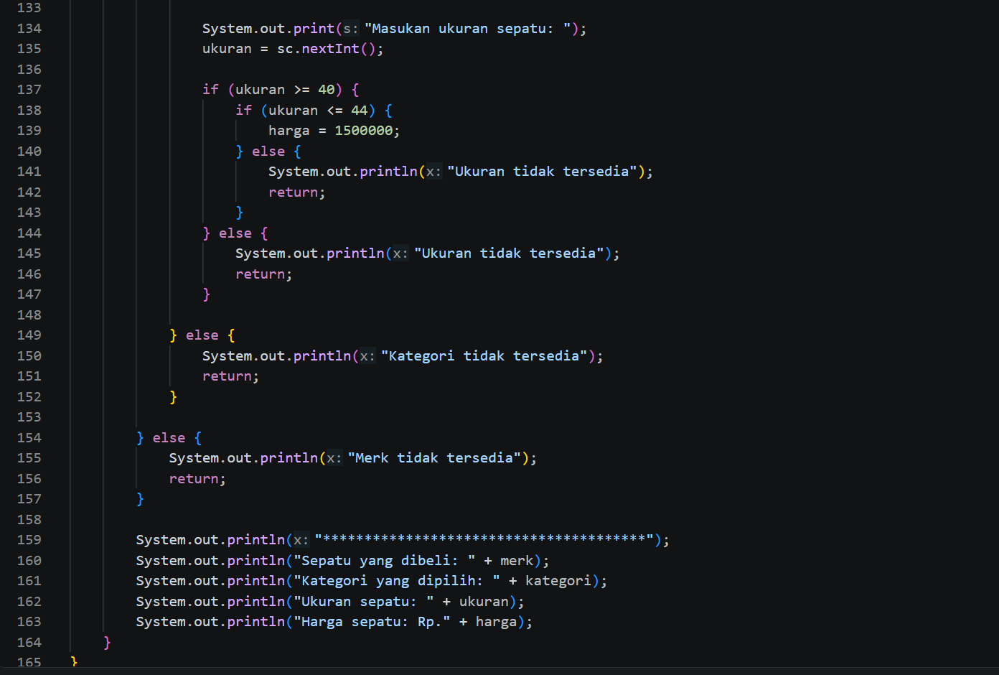 133
134 System.out.print(s: "Masukan ukuran sepatu: ");
135 ukuran = sc.nextInt();
136
137 if (ukuran >= 40) {
138 if (ukuran <= 44) {
139 harga = 1500000;
140 } else {
141 System.out.println(x: "Ukuran tidak tersedia");
142 return;
143 }
144 } else {
145 System.out.println(x: "Ukuran tidak tersedia");
146 return;
147 }
148
149 } else {
150 System.out.println(x: "Kategori tidak tersedia");
151 return;
152 }
153
154 } else {
155 System.out.println(x: "Merk tidak tersedia");
156 return;
157 }
158
159 System.out.println(x: "***************************************");
160 System.out.println("Sepatu yang dibeli: " + merk);
161 System.out.println("Kategori yang dipilih: " + kategori);
162 System.out.println("Ukuran sepatu: " + ukuran);
163 System.out.println("Harga sepatu: Rp." + harga);
164 }
165 }